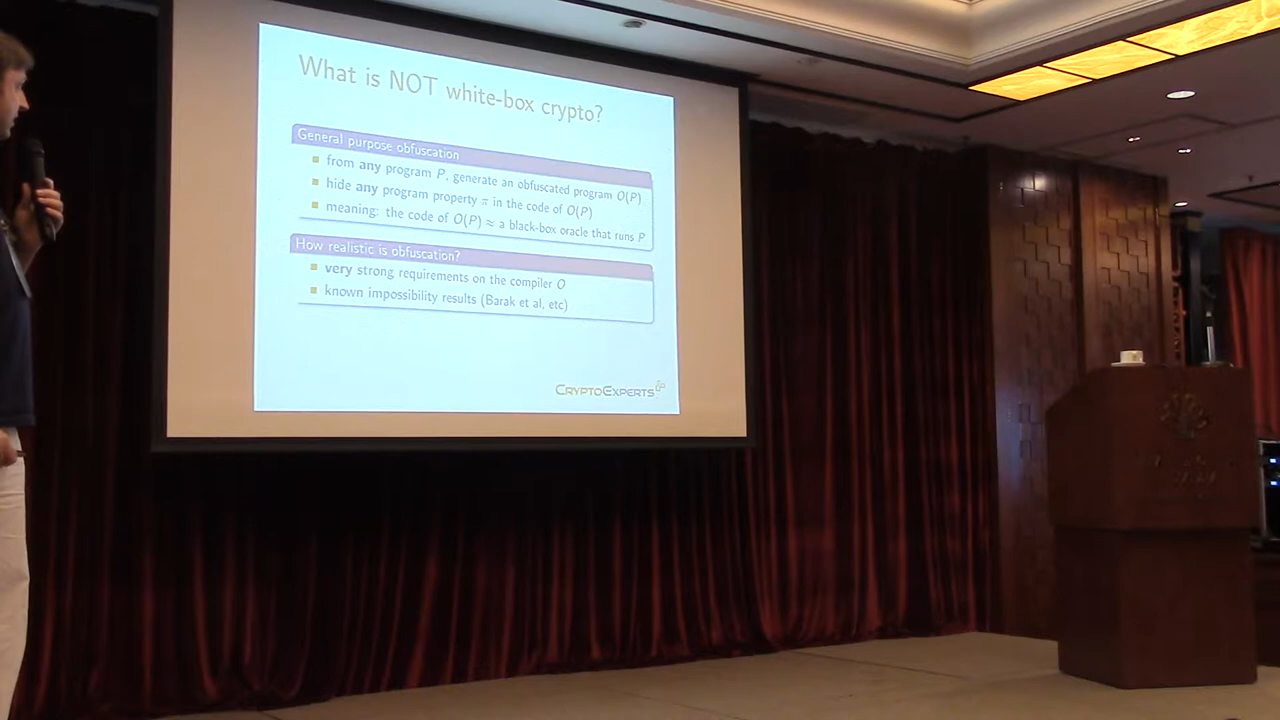 What is NOT white-box crypto?
General purpose obfuscation
from any program P, generate an obfuscated program O(P)
hide any program property π in the code of O(P)
meaning: the code of O(P) ≈ a black-box oracle that runs P
How realistic is obfuscation?
very strong requirements on the compiler O
known impossibility results (Barak et al, etc)
CRYPTOEXPERTS